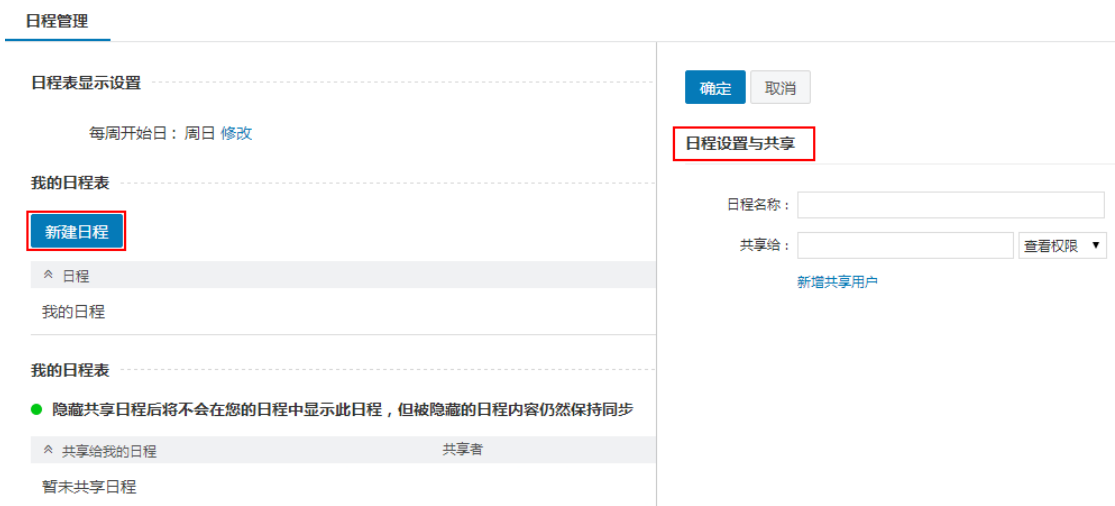 日程管理
日程表显示设置
每周开始日：周日 修改
我的日程表
新建日程
日程
我的日程
我的日程表
隐藏共享日程后将不会在您的日程中显示此日程，但被隐藏的日程内容仍然保持同步
共享给我的日程 共享者
暂未共享日程
确定 取消
日程设置与共享
日程名称：
共享给： 查看权限
新增共享用户